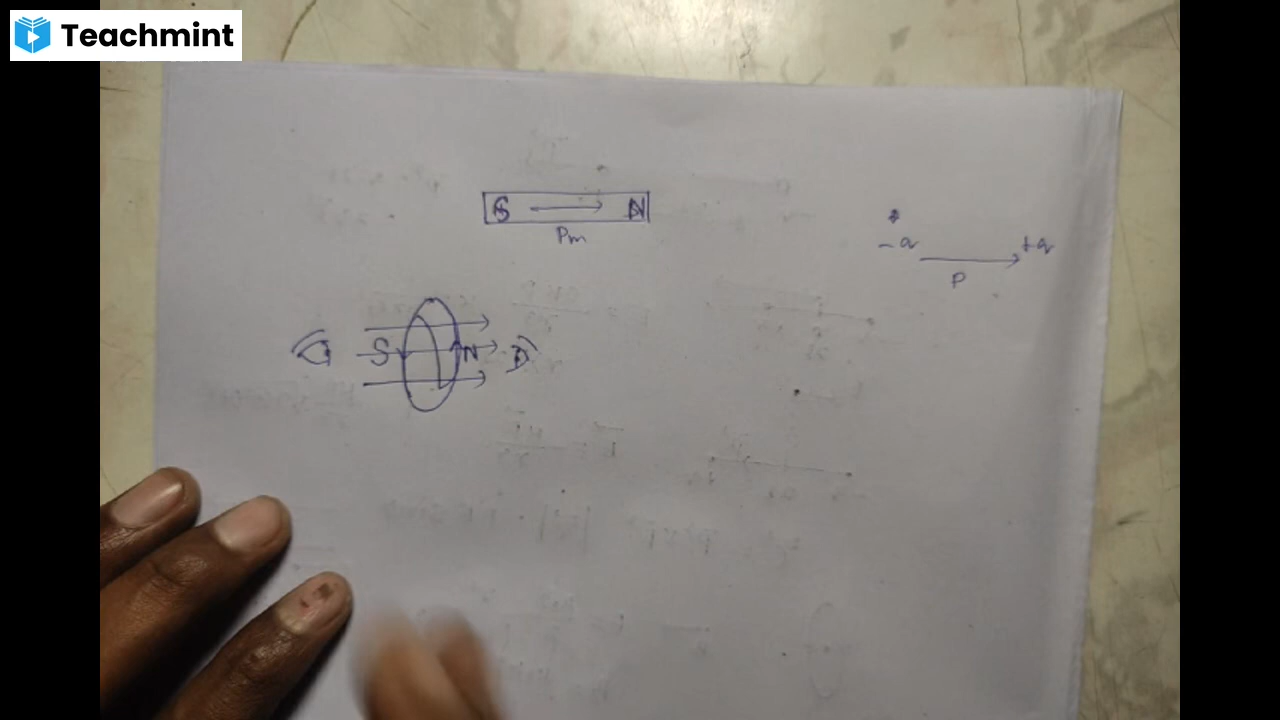 Teachmint
S N
Pm
-q +q
P
S N